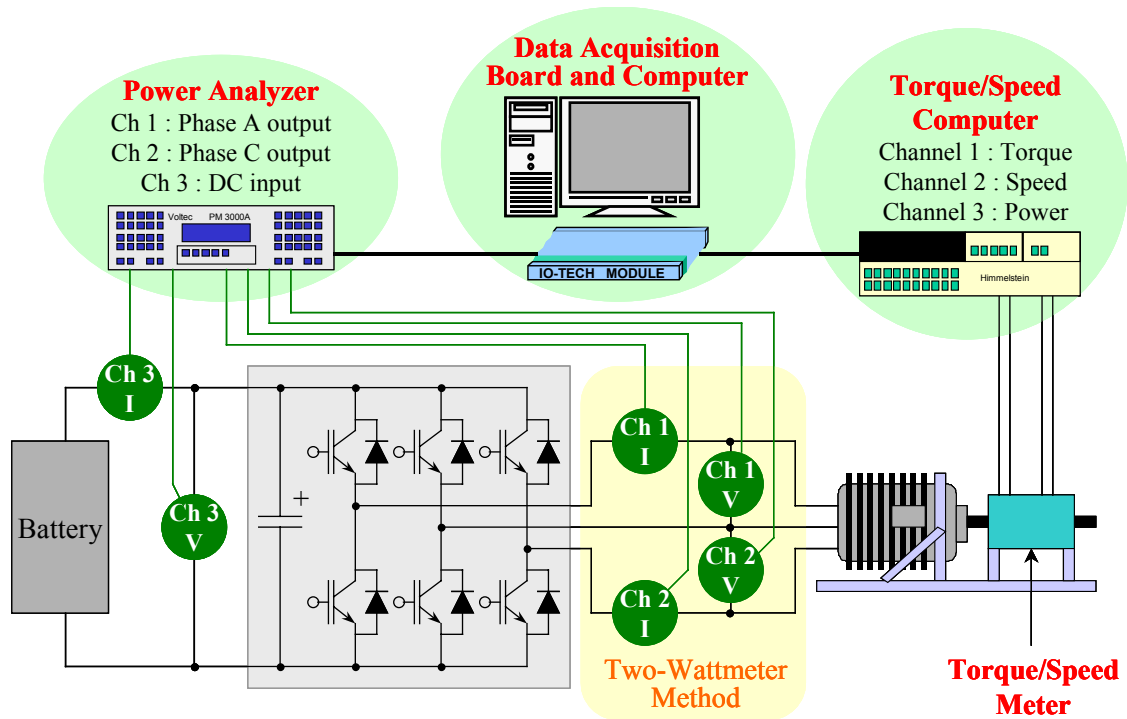 Data Acquisition
Board and Computer
Power Analyzer
Ch 1 : Phase A output
Ch 2 : Phase C output
Ch 3 : DC input
Torque/Speed
Computer
Channel 1 : Torque
Channel 2 : Speed
Channel 3 : Power
Voltec PM 3000A
IO-TECH MODULE
Himmelstein
Ch 3
I
Ch 1
I
Ch 1
V
Ch 3
V
Ch 2
V
Ch 2
I
+
Battery
Two-Wattmeter
Method
Torque/Speed
Meter